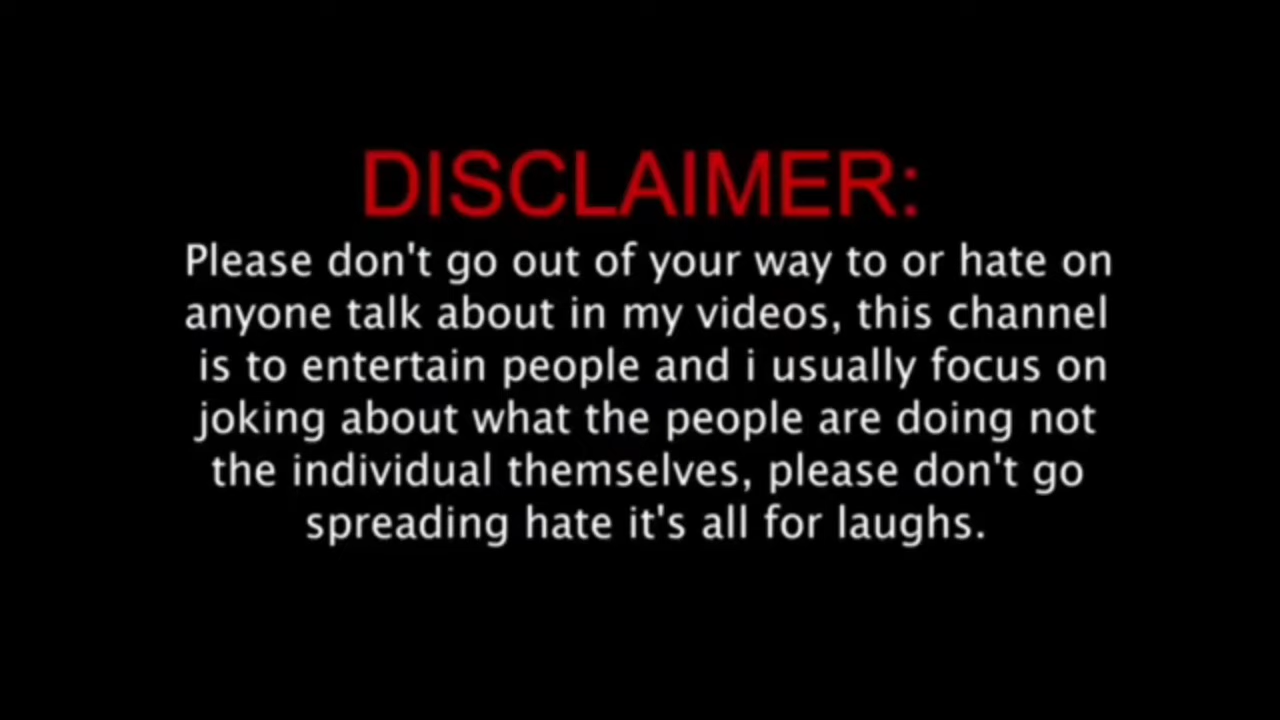 DISCLAIMER:
Please don't go out of your way to or hate on
anyone talk about in my videos, this channel
is to entertain people and i usually focus on
joking about what the people are doing not
the individual themselves, please don't go
spreading hate it's all for laughs.